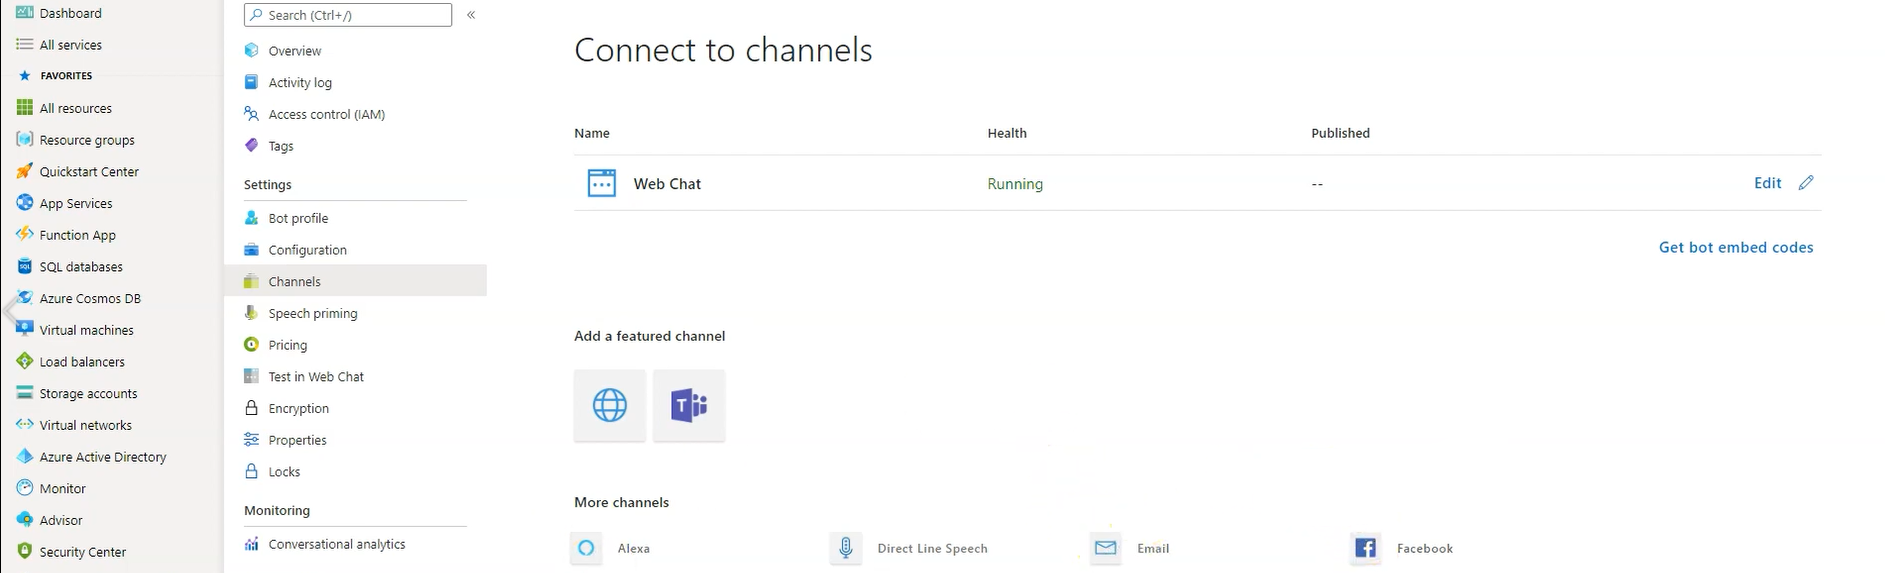 Dashboard
All services
FAVORITES
All resources
Resource groups
Quickstart Center
App Services
Function App
SQL databases
Azure Cosmos DB
Virtual machines
Load balancers
Storage accounts
Virtual networks
Azure Active Directory
Monitor
Advisor
Security Center
Search (Ctrl+/)
«
Overview
Activity log
Access control (IAM)
Tags
Settings
Bot profile
Configuration
Channels
Speech priming
Pricing
Test in Web Chat
Encryption
Properties
Locks
Monitoring
Conversational analytics
Connect to channels
Name Health Published
Web Chat Running -- Edit
Get bot embed codes
Add a featured channel
More channels
Alexa Direct Line Speech Email Facebook